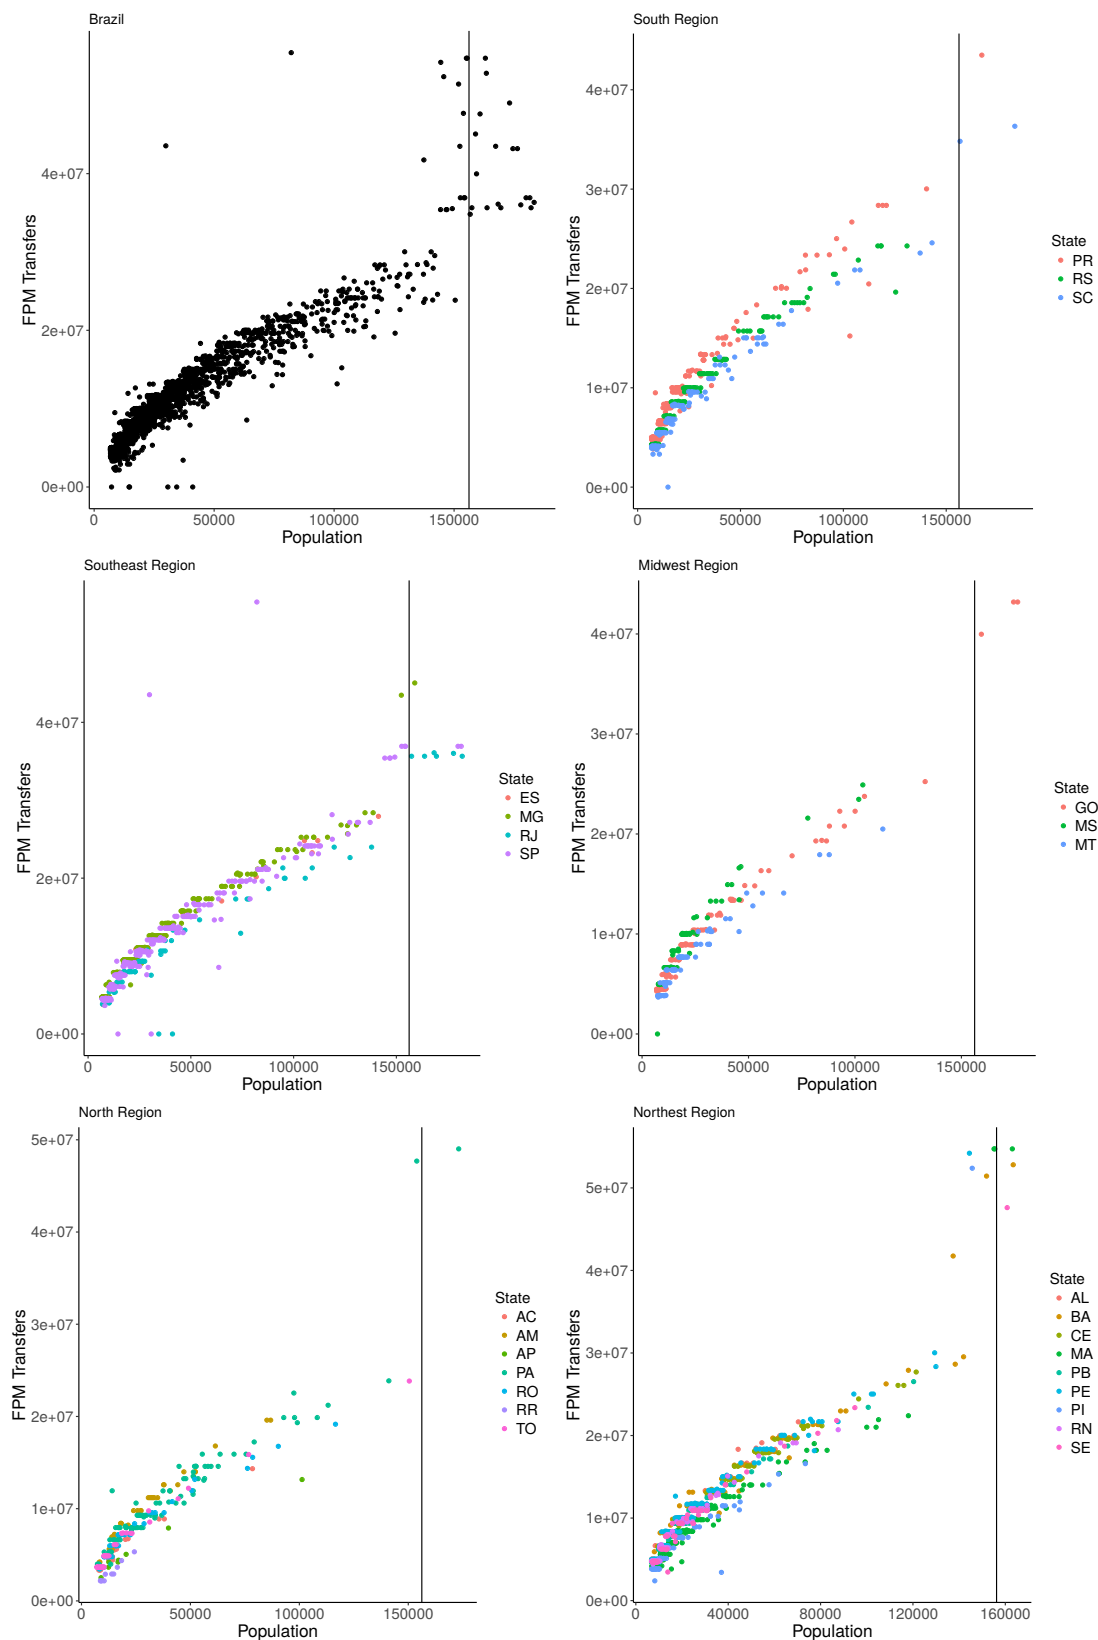 Brazil
FPM Transfers
4e+07
2e+07
0e+00
0
50000
100000
150000
Population
South Region
FPM Transfers
4e+07
3e+07
2e+07
1e+07
0e+00
0
50000
100000
150000
Population
State
PR
RS
SC
Southeast Region
FPM Transfers
4e+07
2e+07
0e+00
0
50000
100000
150000
Population
State
ES
MG
RJ
SP
Midwest Region
FPM Transfers
4e+07
3e+07
2e+07
1e+07
0e+00
0
50000
100000
150000
Population
State
GO
MS
MT
North Region
FPM Transfers
5e+07
4e+07
3e+07
2e+07
1e+07
0e+00
0
50000
100000
150000
Population
State
AC
AM
AP
PA
RO
RR
TO
Northest Region
FPM Transfers
5e+07
4e+07
3e+07
2e+07
1e+07
0e+00
0
40000
80000
120000
160000
Population
State
AL
BA
CE
MA
PB
PE
PI
RN
SE